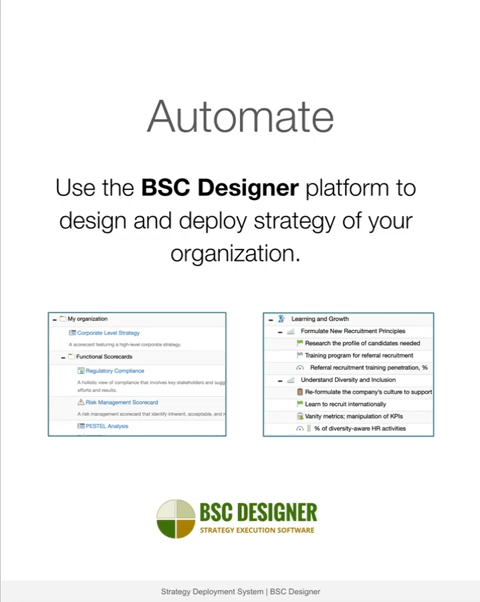 Automate
Use the BSC Designer platform to
design and deploy strategy of your
organization.
My organization
Corporate Level Strategy
A scorecard featuring a high-level corporate strategy.
Functional Scorecards
Regulatory Compliance
A holistic view of compliance that involves key stakeholders and sugg
efforts and results.
Risk Management Scorecard
A risk management scorecard that identify inherent, acceptable, and r
PESTEL Analysis
Learning and Growth
Formulate New Recruitment Principles
Research the profile of candidates needed
Training program for referral recruitment
Referral recruitment training penetration, %
Understand Diversity and Inclusion
Re-formulate the company's culture to support
Learn to recruit internationally
Vanity metrics; manipulation of KPIs
% of diversity-aware HR activities
BSC DESIGNER
STRATEGY EXECUTION SOFTWARE
Strategy Deployment System | BSC Designer